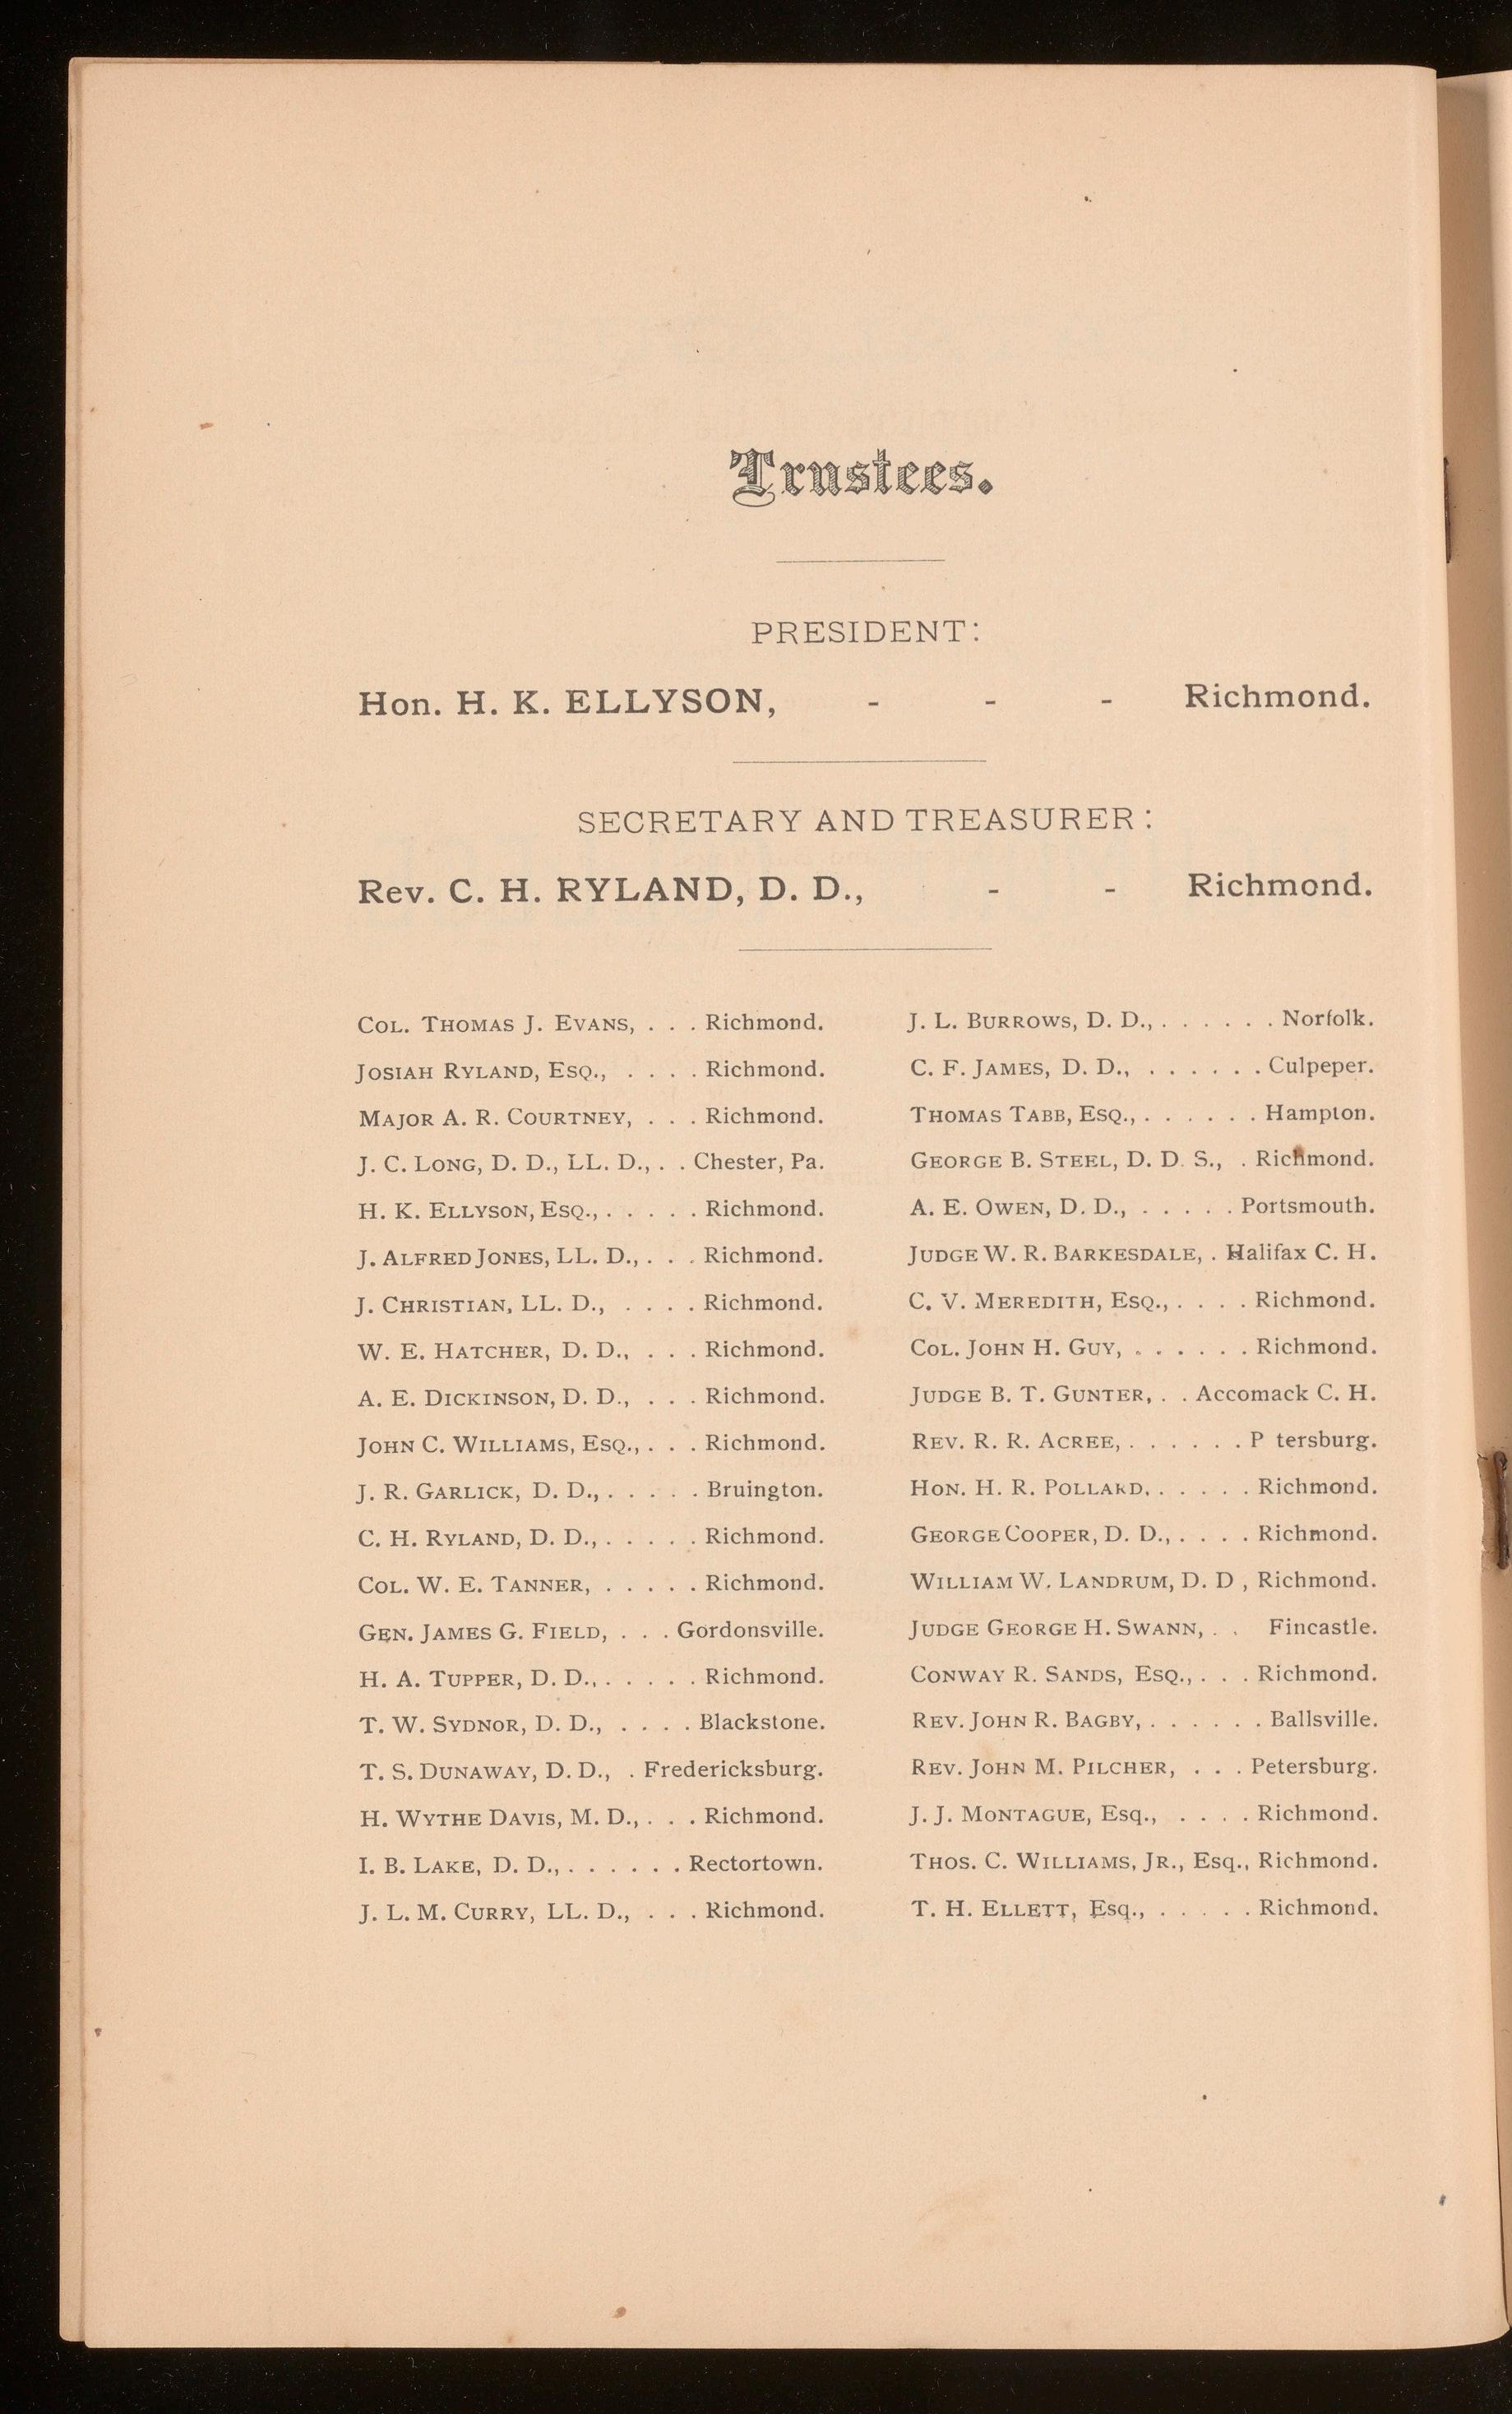 Trustees.
PRESIDENT:
Hon. H. K. ELLYSON, - - - Richmond.
SECRETARY AND TREASURER:
Rev. C. H. RYLAND, D. D., - - Richmond.
COL. THOMAS J. EVANS, . . . Richmond.
JOSIAH RYLAND, ESQ., . . . . Richmond.
MAJOR A. R. COURTNEY, . . . Richmond.
J. C. LONG, D. D., LL. D., . . Chester, Pa.
H. K. ELLYSON, ESQ., . . . . . Richmond.
J. ALFRED JONES, LL. D., . . . Richmond.
J. CHRISTIAN, LL. D., . . . . Richmond.
W. E. HATCHER, D. D., . . . Richmond.
A. E. DICKINSON, D. D., . . . Richmond.
JOHN C. WILLIAMS, ESQ., . . . Richmond.
J. R. GARLICK, D. D., . . . . . Bruington.
C. H. RYLAND, D. D., . . . . . Richmond.
COL. W. E. TANNER, . . . . . Richmond.
GEN. JAMES G. FIELD, . . . Gordonsville.
H. A. TUPPER, D. D., . . . . . Richmond.
T. W. SYDNOR, D. D., . . . . Blackstone.
T. S. DUNAWAY, D. D., . Fredericksburg.
H. WYTHE DAVIS, M. D., . . . Richmond.
I. B. LAKE, D. D., . . . . . . Rectortown.
J. L. M. CURRY, LL. D., . . . Richmond.
J. L. BURROWS, D. D., . . . . . . Norfolk.
C. F. JAMES, D. D., . . . . . . Culpeper.
THOMAS TABB, ESQ., . . . . . . Hampton.
GEORGE B. STEEL, D. D. S., . Richmond.
A. E. OWEN, D. D., . . . . . Portsmouth.
JUDGE W. R. BARKESDALE, . Halifax C. H.
C. V. MEREDITH, ESQ., . . . . Richmond.
COL. JOHN H. GUY, . . . . . . Richmond.
JUDGE B. T. GUNTER, . . Accomack C. H.
REV. R. R. ACREE, . . . . . . P tersburg.
HON. H. R. POLLARD, . . . . . Richmond.
GEORGE COOPER, D. D., . . . . Richmond.
WILLIAM W. LANDRUM, D. D , Richmond.
JUDGE GEORGE H. SWANN, . . Fincastle.
CONWAY R. SANDS, ESQ., . . . Richmond.
REV. JOHN R. BAGBY, . . . . . . Ballsville.
REV. JOHN M. PILCHER, . . . Petersburg.
J. J. MONTAGUE, Esq., . . . . Richmond.
THOS. C. WILLIAMS, JR., Esq., Richmond.
T. H. ELLETT, Esq., . . . . . Richmond.